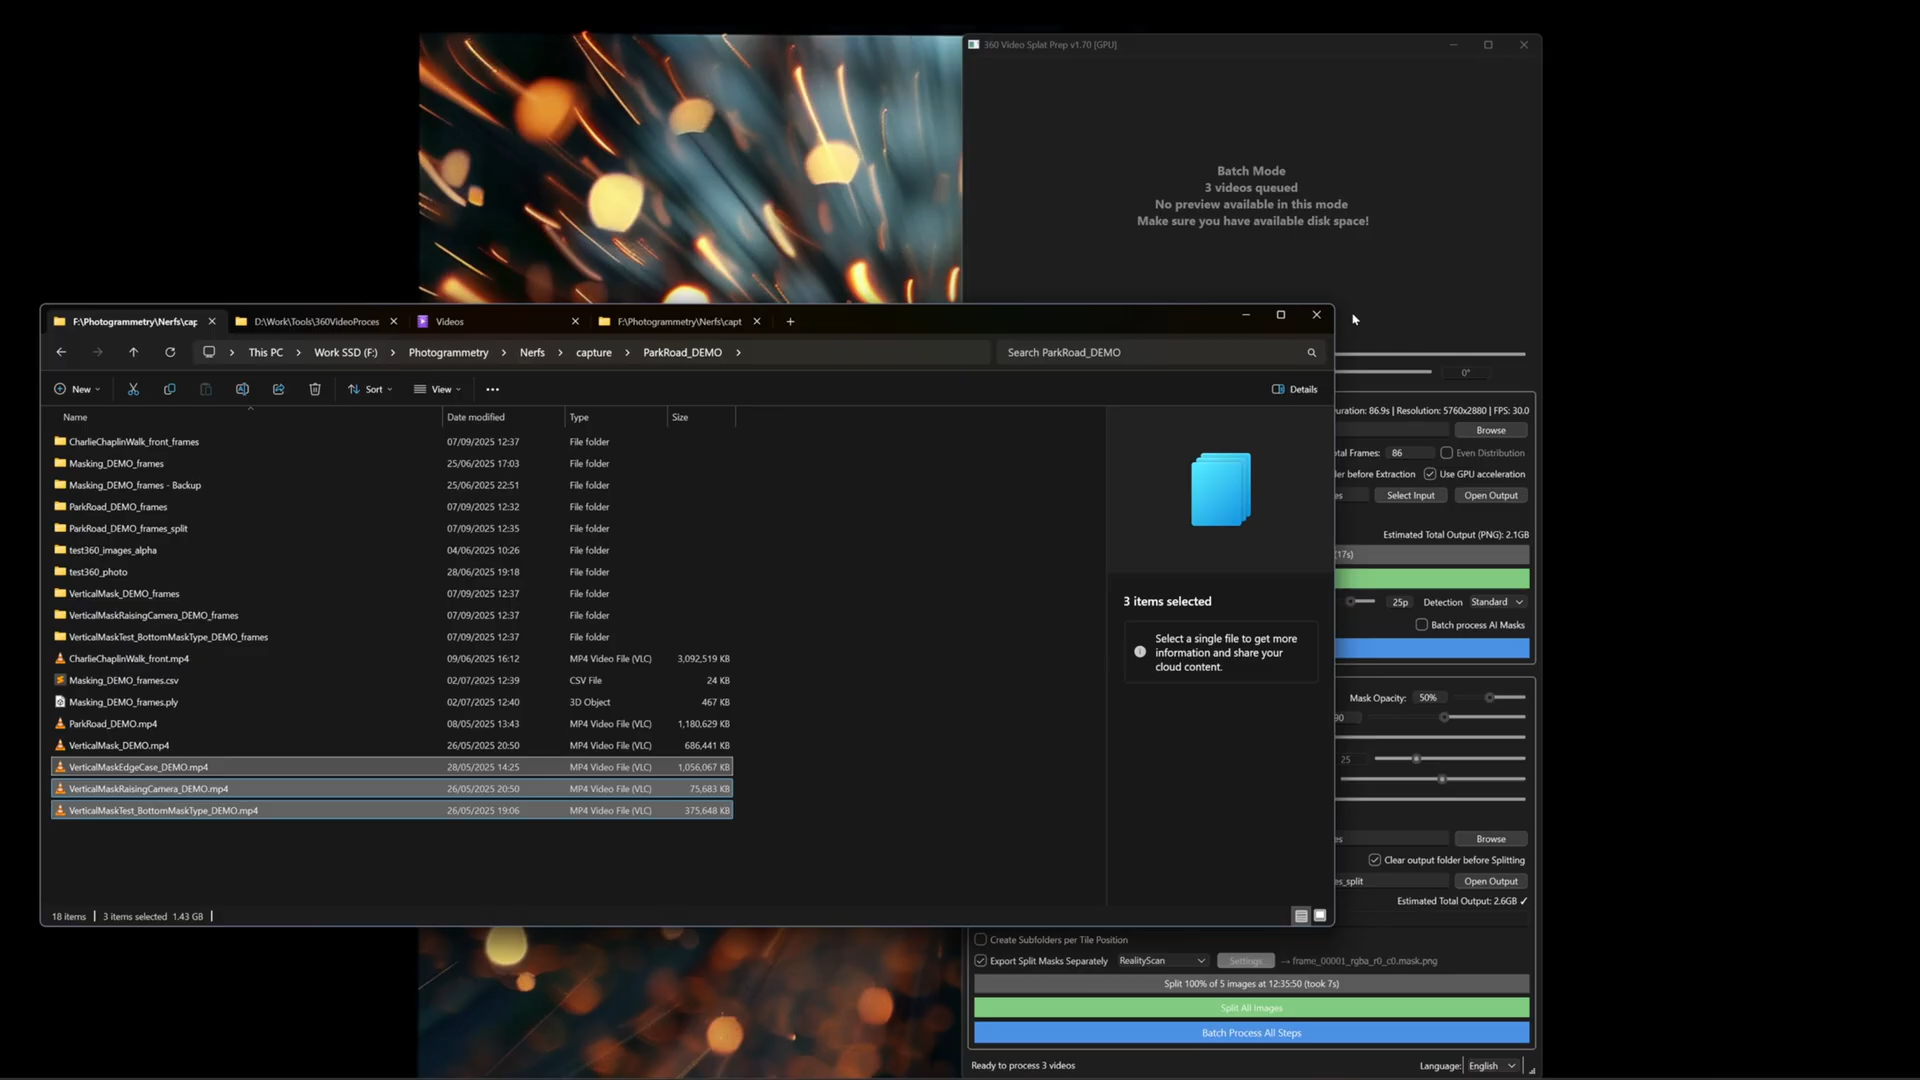 360 Video Splat Prep v1.70 [GPU]
Batch Mode
3 videos queued
No preview available in this mode
Make sure you have available disk space!
F:\Photogrammetry\Nerfs\cap
D:\Work\Tools\360VideoProces
Videos
F:\Photogrammetry\Nerfs\capt
This PC > Work SSD (F:) > Photogrammetry > Nerfs > capture > ParkRoad_DEMO >
Search ParkRoad_DEMO
New
Sort
View
Details
Name Date modified Type Size
CharlieChaplinWalk_front_frames 07/09/2025 12:37 File folder
Masking_DEMO_frames 25/06/2025 17:03 File folder
Masking_DEMO_frames - Backup 25/06/2025 22:51 File folder
ParkRoad_DEMO_frames 07/09/2025 12:32 File folder
ParkRoad_DEMO_frames_split 07/09/2025 12:35 File folder
test360_images_alpha 04/06/2025 10:26 File folder
test360_photo 28/06/2025 19:18 File folder
VerticalMask_DEMO_frames 07/09/2025 12:37 File folder
VerticalMaskRaisingCamera_DEMO_frames 07/09/2025 12:37 File folder
VerticalMaskTest_BottomMaskType_DEMO_frames 07/09/2025 12:37 File folder
CharlieChaplinWalk_front.mp4 09/06/2025 16:12 MP4 Video File (VLC) 3,092,519 KB
Masking_DEMO_frames.csv 02/07/2025 12:39 CSV File 24 KB
Masking_DEMO_frames.ply 02/07/2025 12:40 3D Object 467 KB
ParkRoad_DEMO.mp4 08/05/2025 13:43 MP4 Video File (VLC) 1,180,629 KB
VerticalMask_DEMO.mp4 26/05/2025 20:50 MP4 Video File (VLC) 686,441 KB
VerticalMaskEdgeCase_DEMO.mp4 28/05/2025 14:25 MP4 Video File (VLC) 1,056,067 KB
VerticalMaskRaisingCamera_DEMO.mp4 26/05/2025 20:50 MP4 Video File (VLC) 75,683 KB
VerticalMaskTest_BottomMaskType_DEMO.mp4 26/05/2025 19:06 MP4 Video File (VLC) 375,648 KB
3 items selected
Select a single file to get more
information and share your
cloud content.
18 items | 3 items selected 1.43 GB |
0°
uration: 86.9s | Resolution: 5760x2880 | FPS: 30.0
Browse
tal Frames: 86 Even Distribution
er before Extraction Use GPU acceleration
es Select Input Open Output
Estimated Total Output (PNG): 2.1GB
(17s)
25p Detection Standard
Batch process AI Masks
Mask Opacity: 50%
90
25
es Browse
Clear output folder before Splitting
es_split Open Output
Estimated Total Output: 2.6GB ✓
Create Subfolders per Tile Position
Export Split Masks Separately RealityScan Settings → frame_00001_rgba_r0_c0.mask.png
Split 100% of 5 images at 12:35:50 (took 7s)
Split All Images
Batch Process All Steps
Ready to process 3 videos
Language: English